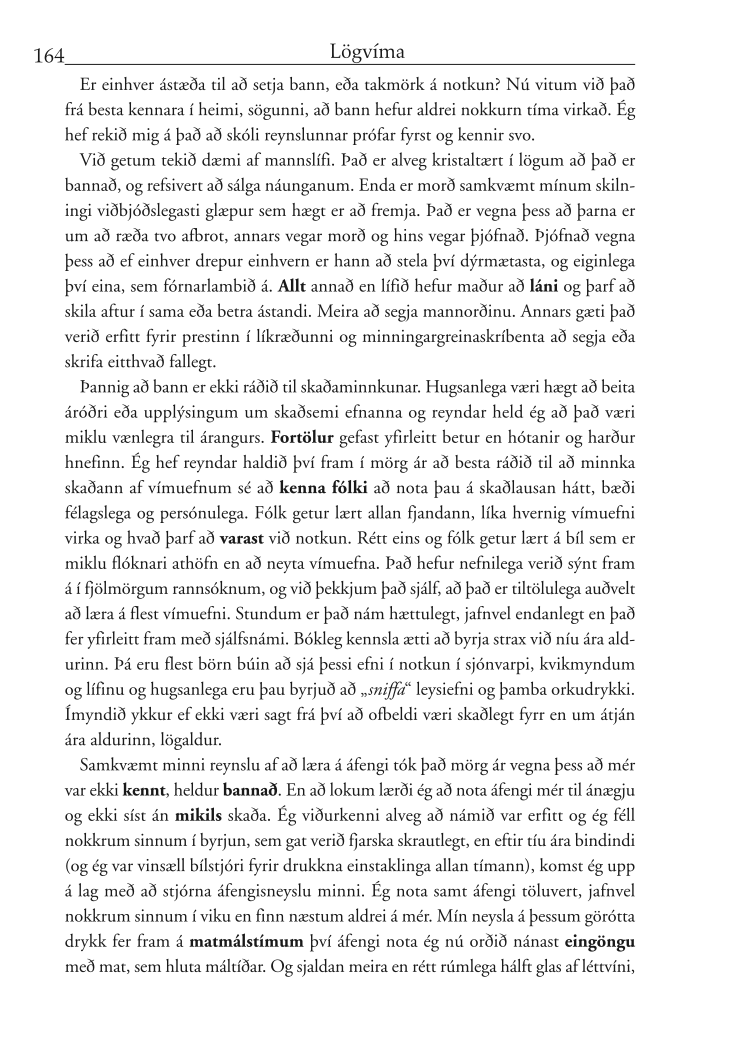 164
Lögvíma
Er einhver ástæða til að setja bann, eða takmörk á notkun? Nú vitum við það
frá besta kennara í heimi, sögunni, að bann hefur aldrei nokkurn tíma virkað. Ég
hef rekið mig á það að skóli reynslunnar prófar fyrst og kennir svo.
Við getum tekið dæmi af mannslífi. Það er alveg kristaltært í lögum að það er
bannað, og refsivert að sálga náunganum. Enda er morð samkvæmt mínum skiln-
ingi viðbjóðslegasti glæpur sem hægt er að fremja. Það er vegna þess að þarna er
um að ræða tvo afbrot, annars vegar morð og hins vegar þjófnað. Þjófnað vegna
þess að ef einhver drepur einhvern er hann að stela því dýrmætasta, og eiginlega
því eina, sem fórnarlambið á. Allt annað en lífið hefur maður að láni og þarf að
skila aftur í sama eða betra ástandi. Meira að segja mannorðinu. Annars gæti það
verið erfitt fyrir prestinn í líkræðunni og minningargreinaskríbenta að segja eða
skrifa eitthvað fallegt.
Þannig að bann er ekki ráðið til skaðaminnkunar. Hugsanlega væri hægt að beita
áróðri eða upplýsingum um skaðsemi efnanna og reyndar held ég að það væri
miklu vænlegra til árangurs. Fortölur gefast yfirleitt betur en hótanir og harður
hnefinn. Ég hef reyndar haldið því fram í mörg ár að besta ráðið til að minnka
skaðann af vímuefnum sé að kenna fólki að nota þau á skaðlausan hátt, bæði
félagslega og persónulega. Fólk getur lært allan fjandann, líka hvernig vímuefni
virka og hvað þarf að varast við notkun. Rétt eins og fólk getur lært á bíl sem er
miklu flóknari athöfn en að neyta vímuefna. Það hefur nefnilega verið sýnt fram
á í fjölmörgum rannsóknum, og við þekkjum það sjálf, að það er tiltölulega auðvelt
að læra á flest vímuefni. Stundum er það nám hættulegt, jafnvel endanlegt en það
fer yfirleitt fram með sjálfsnámi. Bókleg kennsla ætti að byrja strax við níu ára ald-
urinn. Þá eru flest börn búin að sjá þessi efni í notkun í sjónvarpi, kvikmyndum
og lífinu og hugsanlega eru þau byrjuð að „sniffa“ leysiefni og þamba orkudrykki.
Ímyndið ykkur ef ekki væri sagt frá því að ofbeldi væri skaðlegt fyrr en um átján
ára aldurinn, lögaldur.
Samkvæmt minni reynslu af að læra á áfengi tók það mörg ár vegna þess að mér
var ekki kennt, heldur bannað. En að lokum lærði ég að nota áfengi mér til ánægju
og ekki síst án mikils skaða. Ég viðurkenni alveg að námið var erfitt og ég féll
nokkrum sinnum í byrjun, sem gat verið fjarska skrautlegt, en eftir tíu ára bindindi
(og ég var vinsæll bílstjóri fyrir drukkna einstaklinga allan tímann), komst ég upp
á lag með að stjórna áfengisneyslu minni. Ég nota samt áfengi töluvert, jafnvel
nokkrum sinnum í viku en finn næstum aldrei á mér. Mín neysla á þessum görótta
drykk fer fram á matmálstímum því áfengi nota ég nú orðið nánast eingöngu
með mat, sem hluta máltíðar. Og sjaldan meira en rétt rúmlega hálft glas af léttvíni,